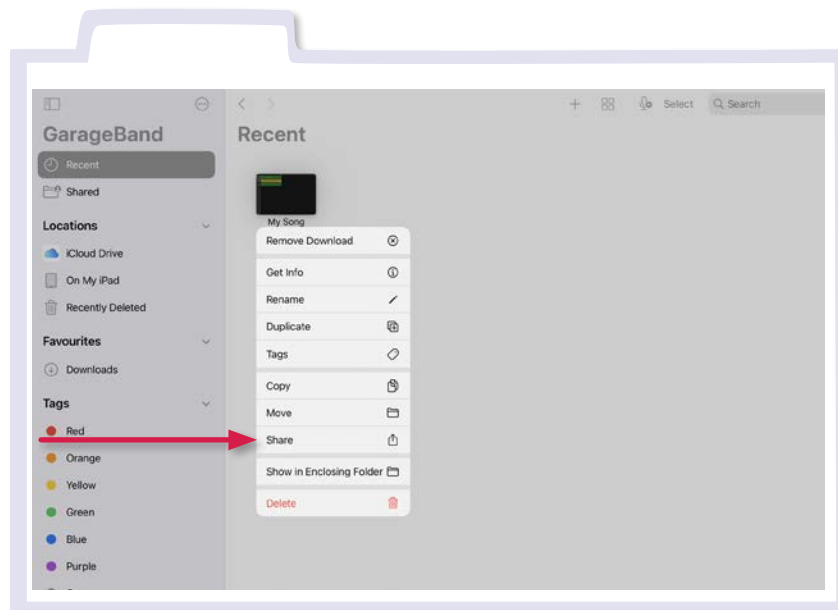 Select
Search
GarageBand
Recent
Recent
Shared
Locations
iCloud Drive
On My iPad
Recently Deleted
Favourites
Downloads
Tags
Red
Orange
Yellow
Green
Blue
Purple
My Song
Remove Download
Get Info
Rename
Duplicate
Tags
Copy
Move
Share
Show in Enclosing Folder
Delete